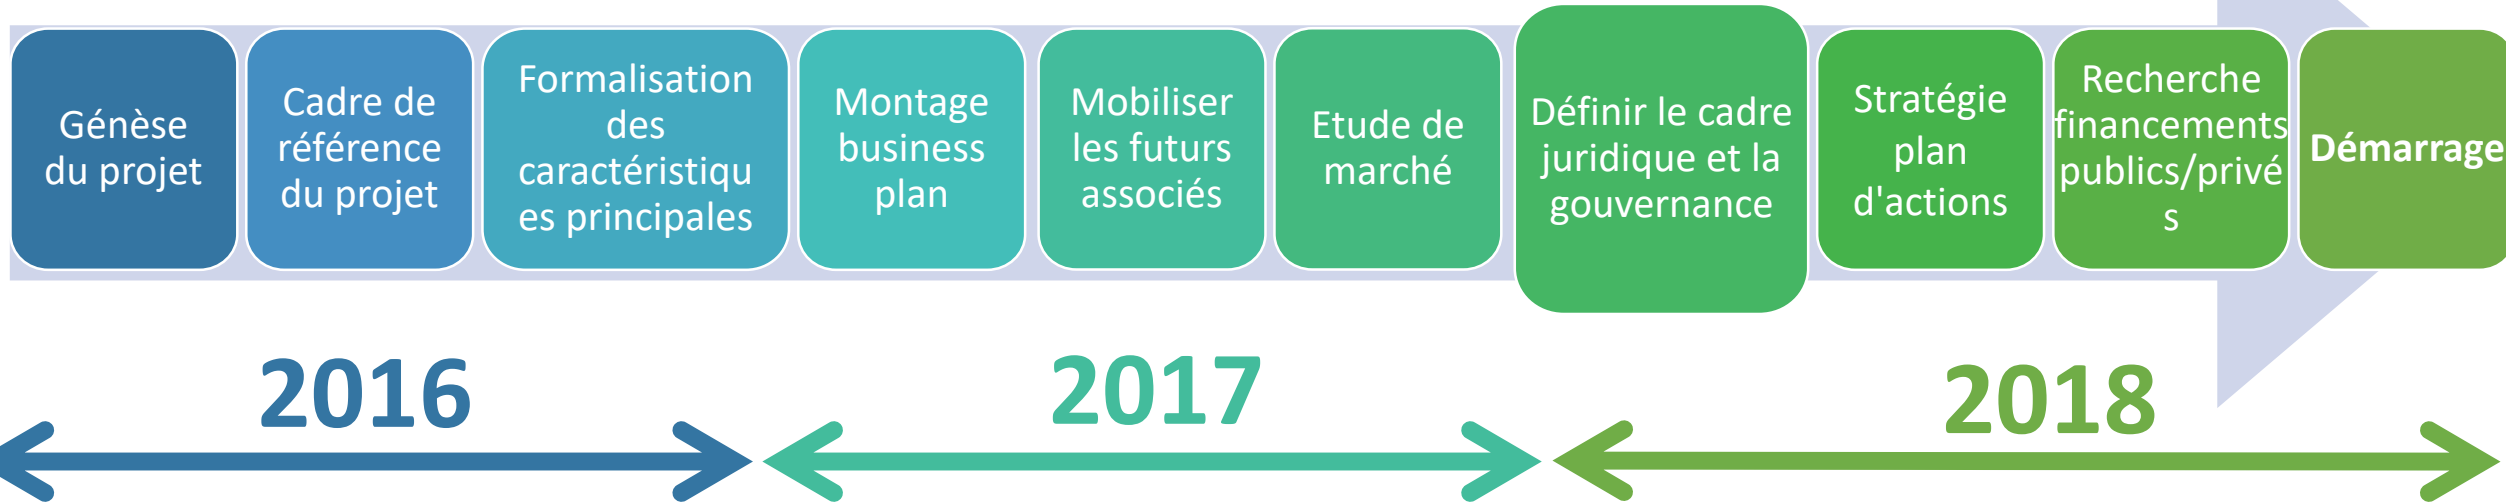 Génèse
du projet
Cadre de
référence
du projet
Formalisation
des
caractéristiqu
es principales
Montage
business
plan
Mobiliser
les futurs
associés
Etude de
marché
Définir le cadre
juridique et la
gouvernance
Stratégie
plan
d'actions
Recherche
financements
publics/privé
s
Démarrage
2016
2017
2018